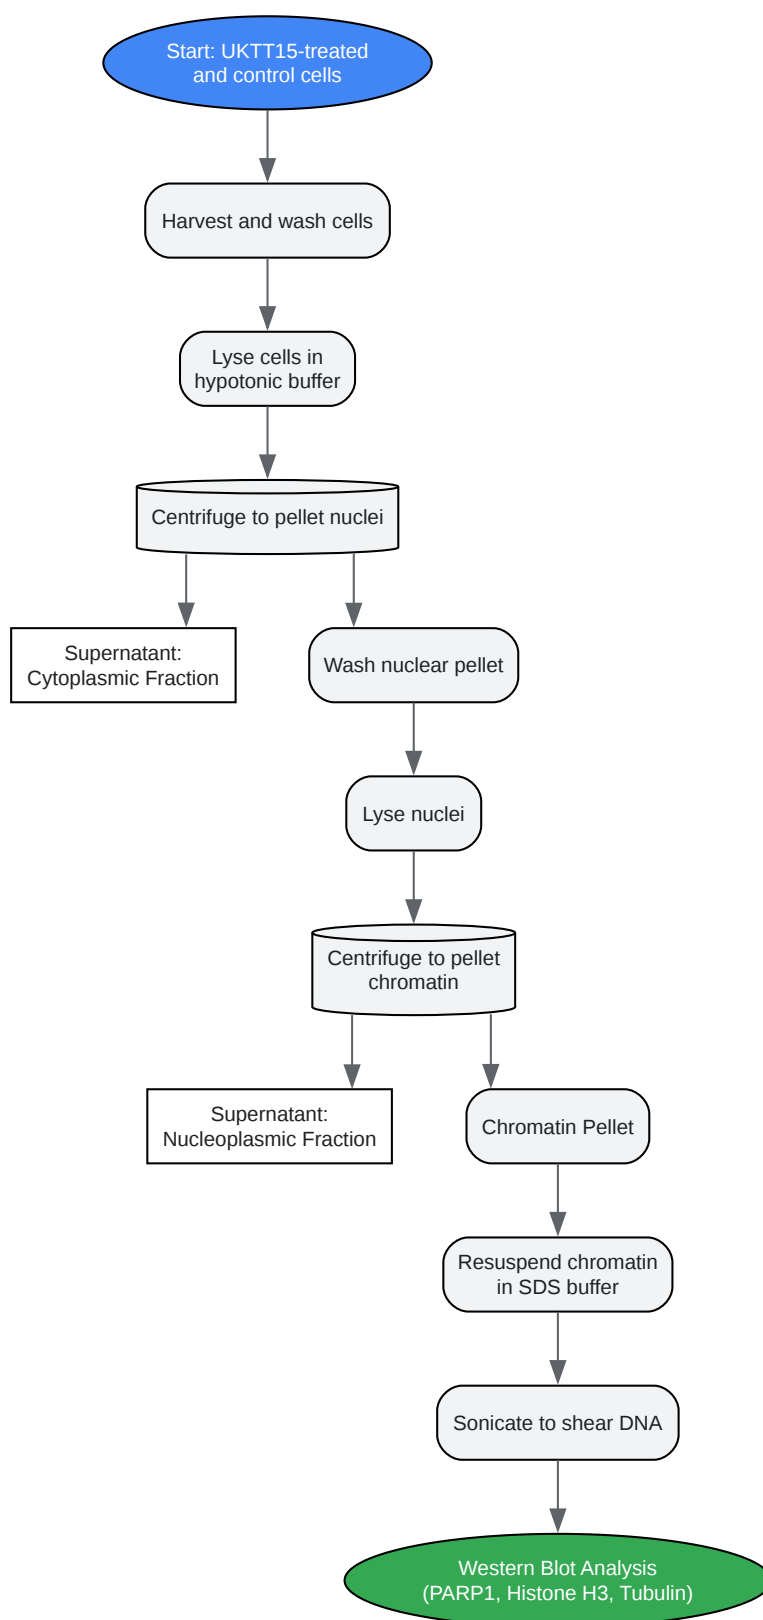 Start: UKTT15-treated
and control cells
Harvest and wash cells
Lyse cells in
hypotonic buffer
Centrifuge to pellet nuclei
Supernatant:
Cytoplasmic Fraction
Wash nuclear pellet
Lyse nuclei
Centrifuge to pellet
chromatin
Supernatant:
Nucleoplasmic Fraction
Chromatin Pellet
Resuspend chromatin
in SDS buffer
Sonicate to shear DNA
Western Blot Analysis
(PARP1, Histone H3, Tubulin)